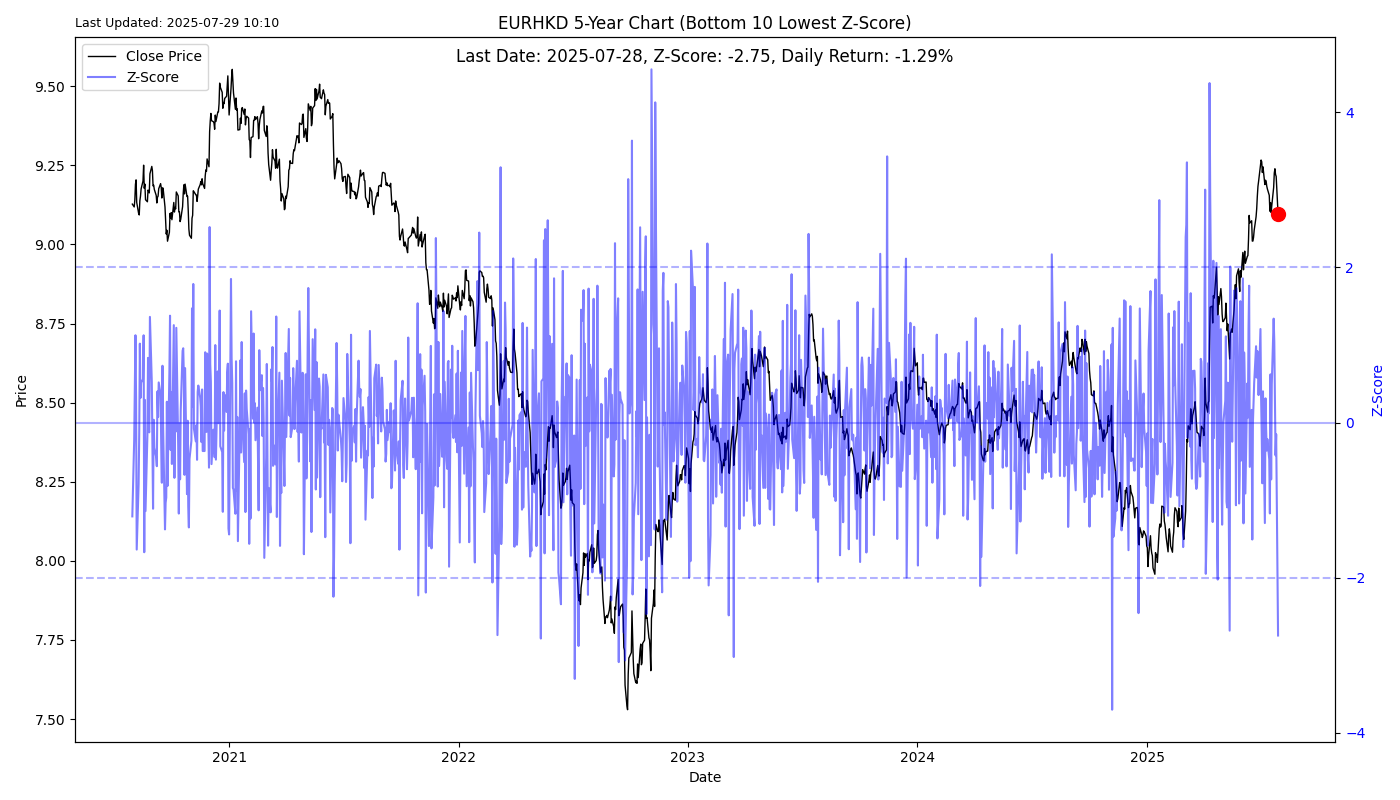 Last Updated: 2025-07-29 10:10
EURHKD 5-Year Chart (Bottom 10 Lowest Z-Score)
Last Date: 2025-07-28, Z-Score: -2.75, Daily Return: -1.29%
Close Price
Z-Score
9.50
9.25
9.00
8.75
8.50
8.25
8.00
7.75
7.50
Price
4
2
0
−2
−4
Z-Score
2021
2022
2023
2024
2025
Date